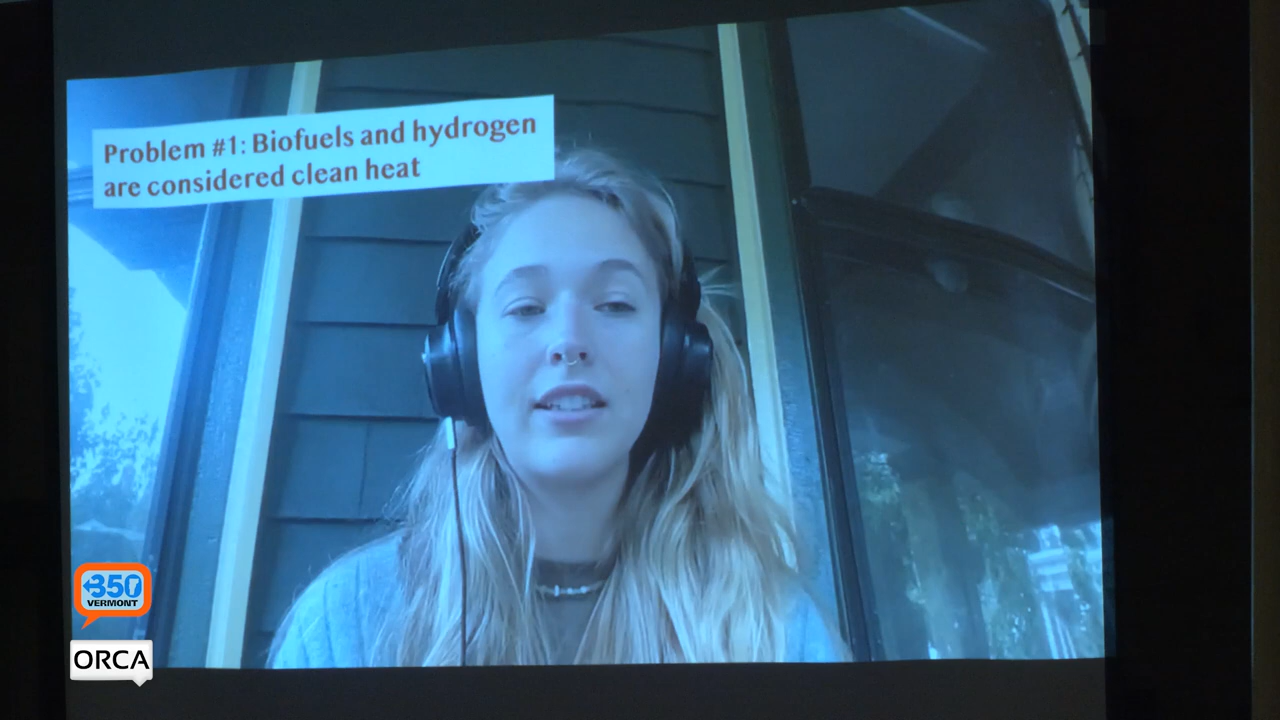 Problem #1: Biofuels and hydrogen
are considered clean heat
350
VERMONT
ORCA